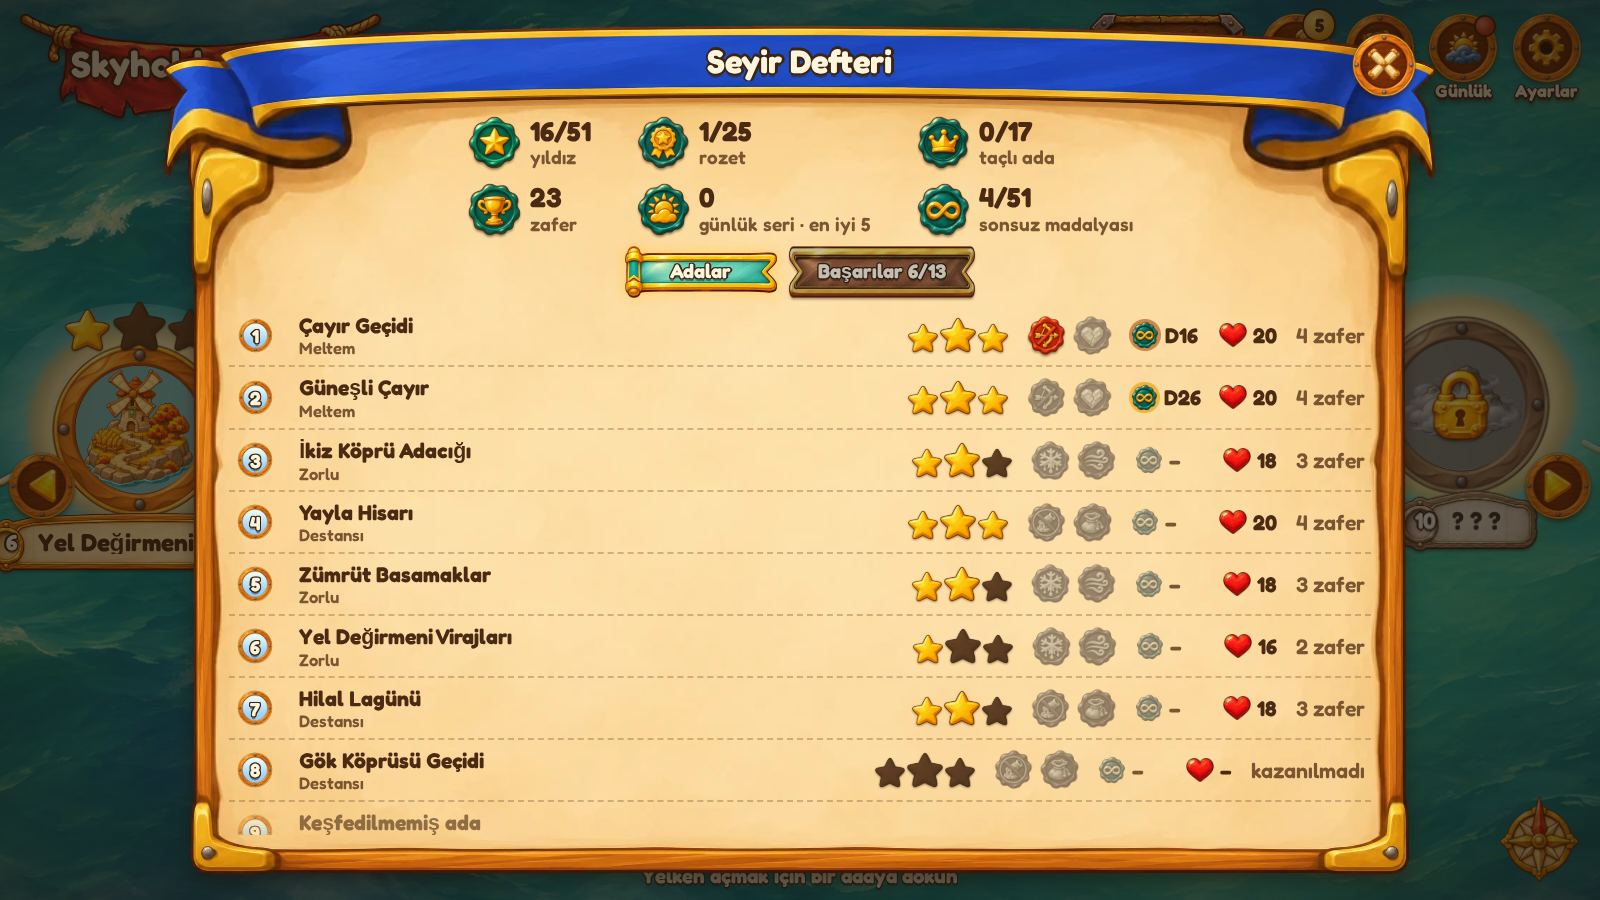 5
Günlük
Ayarlar
Seyir Defteri
16/51
yıldız
1/25
rozet
0/17
taçlı ada
23
zafer
0
günlük seri · en iyi 5
4/51
sonsuz madalyası
Adalar
Başarılar 6/13
1
Çayır Geçidi
Meltem
D16
20
4 zafer
2
Güneşli Çayır
Meltem
D26
20
4 zafer
3
İkiz Köprü Adacığı
Zorlu
–
18
3 zafer
4
Yayla Hisarı
Destansı
–
20
4 zafer
5
Zümrüt Basamaklar
Zorlu
–
18
3 zafer
6
Yel Değirmeni Virajları
Zorlu
–
16
2 zafer
7
Hilal Lagünü
Destansı
–
18
3 zafer
8
Gök Köprüsü Geçidi
Destansı
–
–
kazanılmadı
9
Keşfedilmemiş ada
6
Yel Değirmeni
10
? ? ?
Yelken açmak için bir adaya dokun